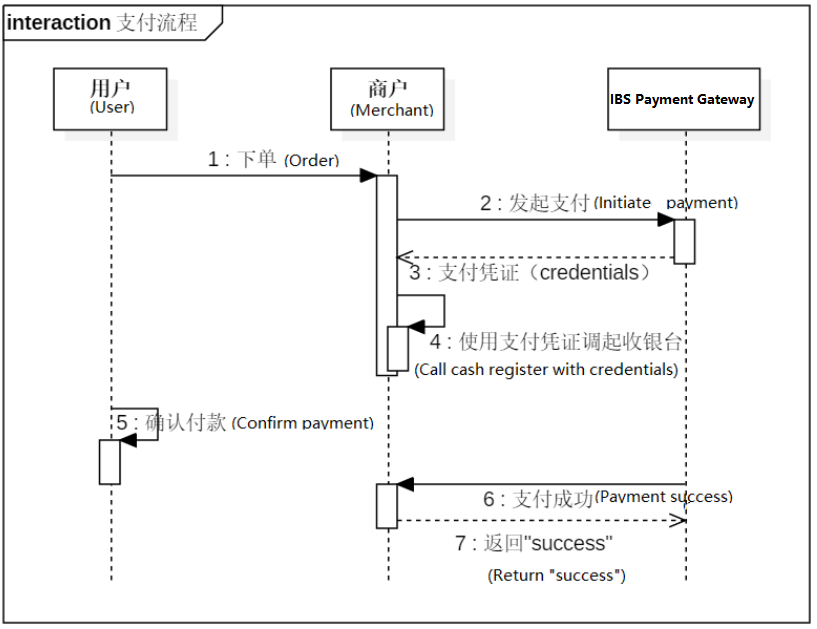 interaction 支付流程
用户
(User)
商户
(Merchant)
IBS Payment Gateway
1 : 下单 (Order)
2 : 发起支付(Initiate payment)
3 : 支付凭证（credentials）
4 : 使用支付凭证调起收银台
(Call cash register with credentials)
5 : 确认付款 (Confirm payment)
6 : 支付成功(Payment success)
7 : 返回"success"
(Return "success")